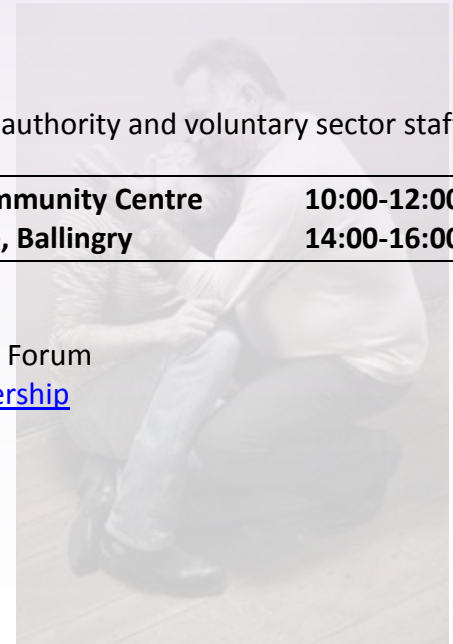 authority and voluntary sector staf
mmunity Centre 10:00-12:00
, Ballingry 14:00-16:00
Forum
ership